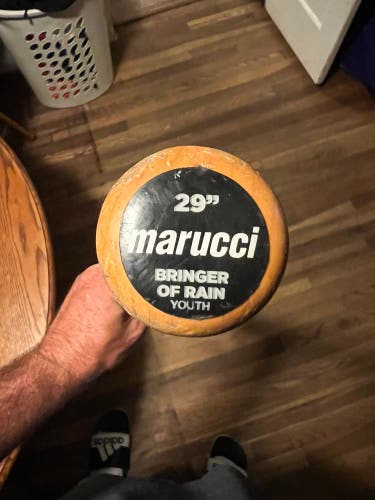 29”
marucci
BRINGER
OF RAIN
YOUTH
adidas